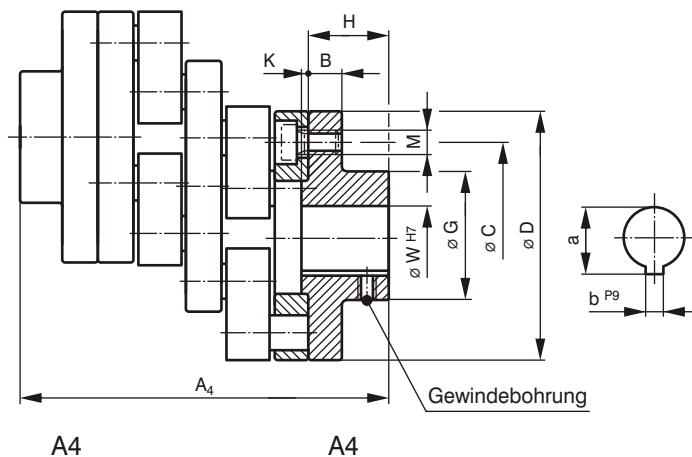 H
K
B
M
ø G
ø C
ø D
ø W H7
a
b P9
A4
Gewindebohrung
A4
A4